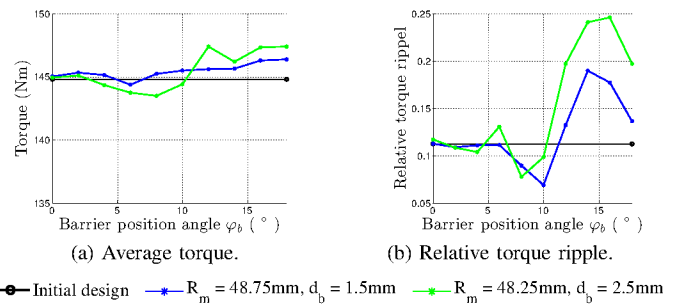 150
145
140
135
0
5
10
15
Torque (Nm)
Barrier position angle φb ( ° )
(a) Average torque.
0.25
0.2
0.15
0.1
0.05
0
5
10
15
Relative torque rippel
Barrier position angle φb ( ° )
(b) Relative torque ripple.
Initial design
Rm = 48.75mm, db = 1.5mm
Rm = 48.25mm, db = 2.5mm